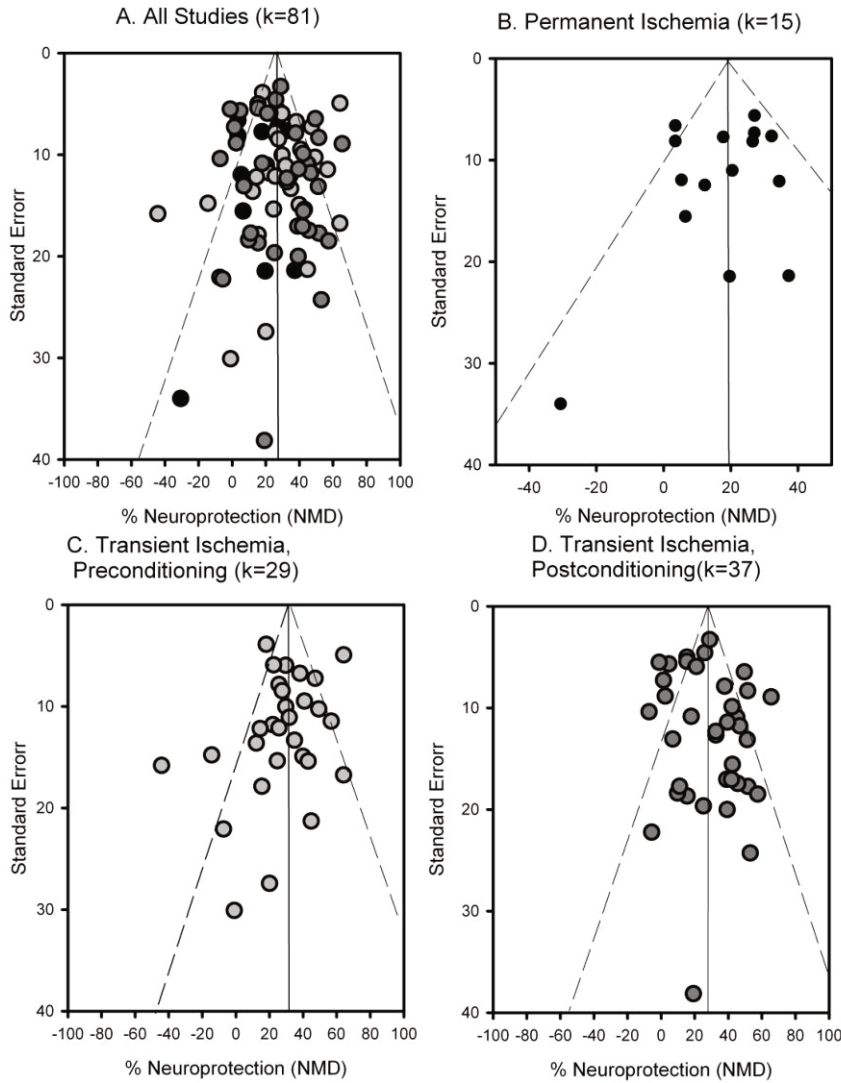 A. All Studies (k=81)
0
10
20
30
40
Standard Erorr
-100 -80 -60 -40 -20 0 20 40 60 80 100
% Neuroprotection (NMD)
B. Permanent Ischemia (k=15)
0
10
20
30
40
Standard Erorr
-40 -20 0 20 40
% Neuroprotection (NMD)
C. Transient Ischemia,
Preconditioning (k=29)
0
10
20
30
40
Standard Erorr
-100 -80 -60 -40 -20 0 20 40 60 80 100
% Neuroprotection (NMD)
D. Transient Ischemia,
Postconditioning(k=37)
0
10
20
30
40
Standard Erorr
-100 -80 -60 -40 -20 0 20 40 60 80 100
% Neuroprotection (NMD)